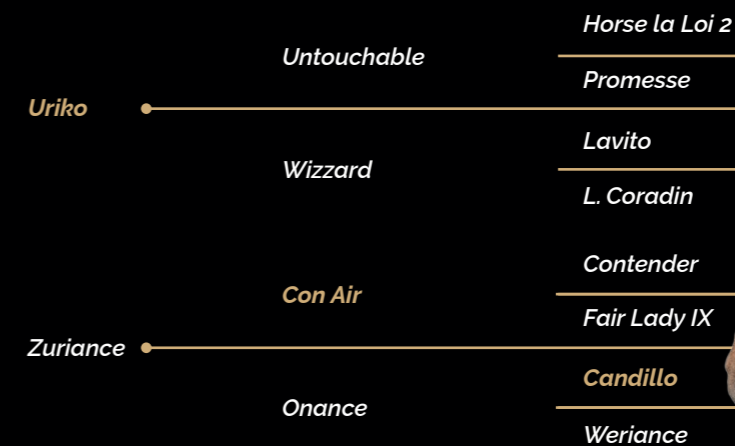 Horse la Loi 2
Untouchable
Promesse
Uriko
Lavito
Wizzard
L. Coradin
Contender
Con Air
Fair Lady IX
Zuriance
Candillo
Onance
Weriance